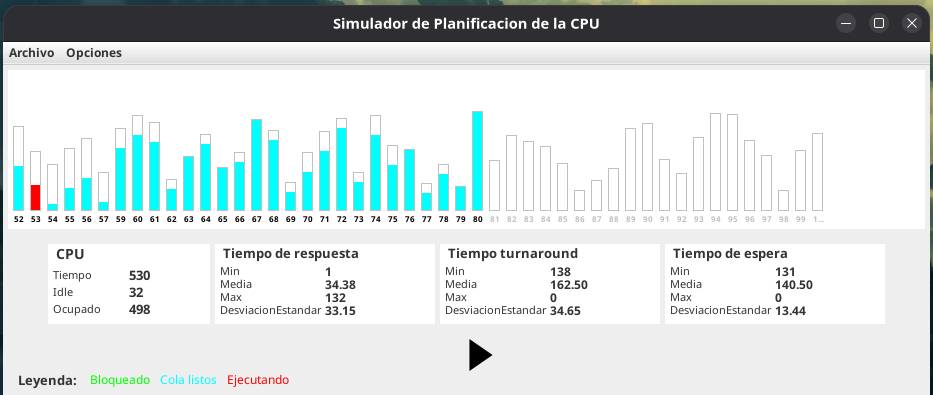 Simulador de Planificacion de la CPU
Archivo Opciones
52 53 54 55 56 57 59 60 61 62 63 64 65 66 67 68 69 70 71 72 73 74 75 76 77 78 79 80 81 82 83 84 85 86 87 88 89 90 91 92 93 94 95 96 97 98 99 1...
CPU
Tiempo 530
Idle 32
Ocupado 498
Tiempo de respuesta
Min 1
Media 34.38
Max 132
DesviacionEstandar 33.15
Tiempo turnaround
Min 138
Media 162.50
Max 0
DesviacionEstandar 34.65
Tiempo de espera
Min 131
Media 140.50
Max 0
DesviacionEstandar 13.44
Leyenda: Bloqueado Cola listos Ejecutando